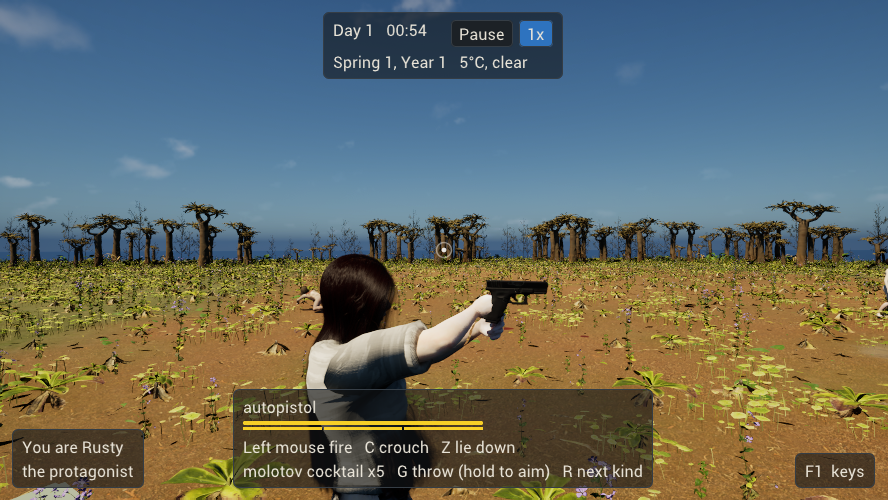 Day 1 00:54 Pause 1x
Spring 1, Year 1 5°C, clear
autopistol
Left mouse fire C crouch Z lie down
molotov cocktail x5 G throw (hold to aim) R next kind
You are Rusty
the protagonist
F1 keys